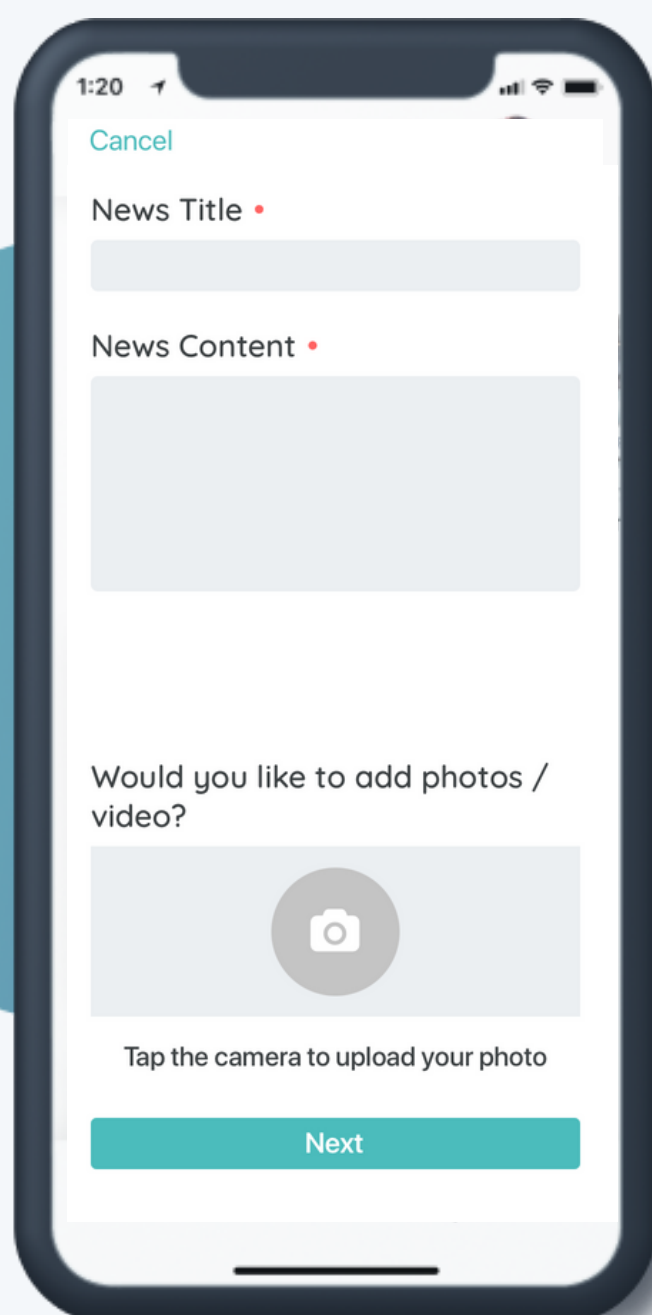 1:20
Cancel
News Title •
News Content •
Would you like to add photos /
video?
Tap the camera to upload your photo
Next